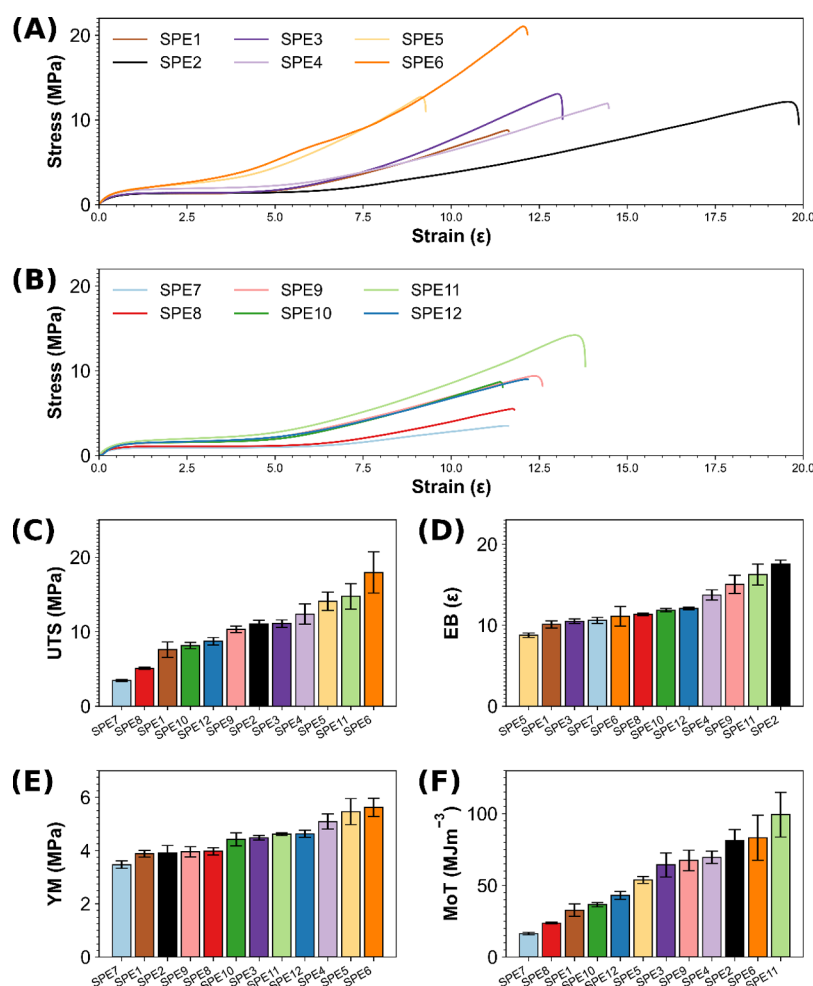 (A)
SPE1 SPE3 SPE5
SPE2 SPE4 SPE6
Stress (MPa)
20
10
0
0.0 2.5 5.0 7.5 10.0 12.5 15.0 17.5 20.0
Strain (ε)
(B)
SPE7 SPE9 SPE11
SPE8 SPE10 SPE12
Stress (MPa)
20
10
0
0.0 2.5 5.0 7.5 10.0 12.5 15.0 17.5 20.0
Strain (ε)
(C)
UTS (MPa)
20
10
0
SPE7 SPE8 SPE1 SPE10 SPE12 SPE9 SPE2 SPE3 SPE4 SPE5 SPE11 SPE6
(D)
EB (ε)
20
10
0
SPE5 SPE1 SPE3 SPE7 SPE6 SPE8 SPE10 SPE12 SPE4 SPE9 SPE11 SPE2
(E)
YM (MPa)
6
4
2
0
SPE7 SPE1 SPE2 SPE9 SPE8 SPE10 SPE3 SPE11 SPE12 SPE4 SPE5 SPE6
(F)
MoT (MJm⁻³)
100
50
0
SPE7 SPE8 SPE1 SPE10 SPE12 SPE5 SPE3 SPE9 SPE4 SPE2 SPE6 SPE11